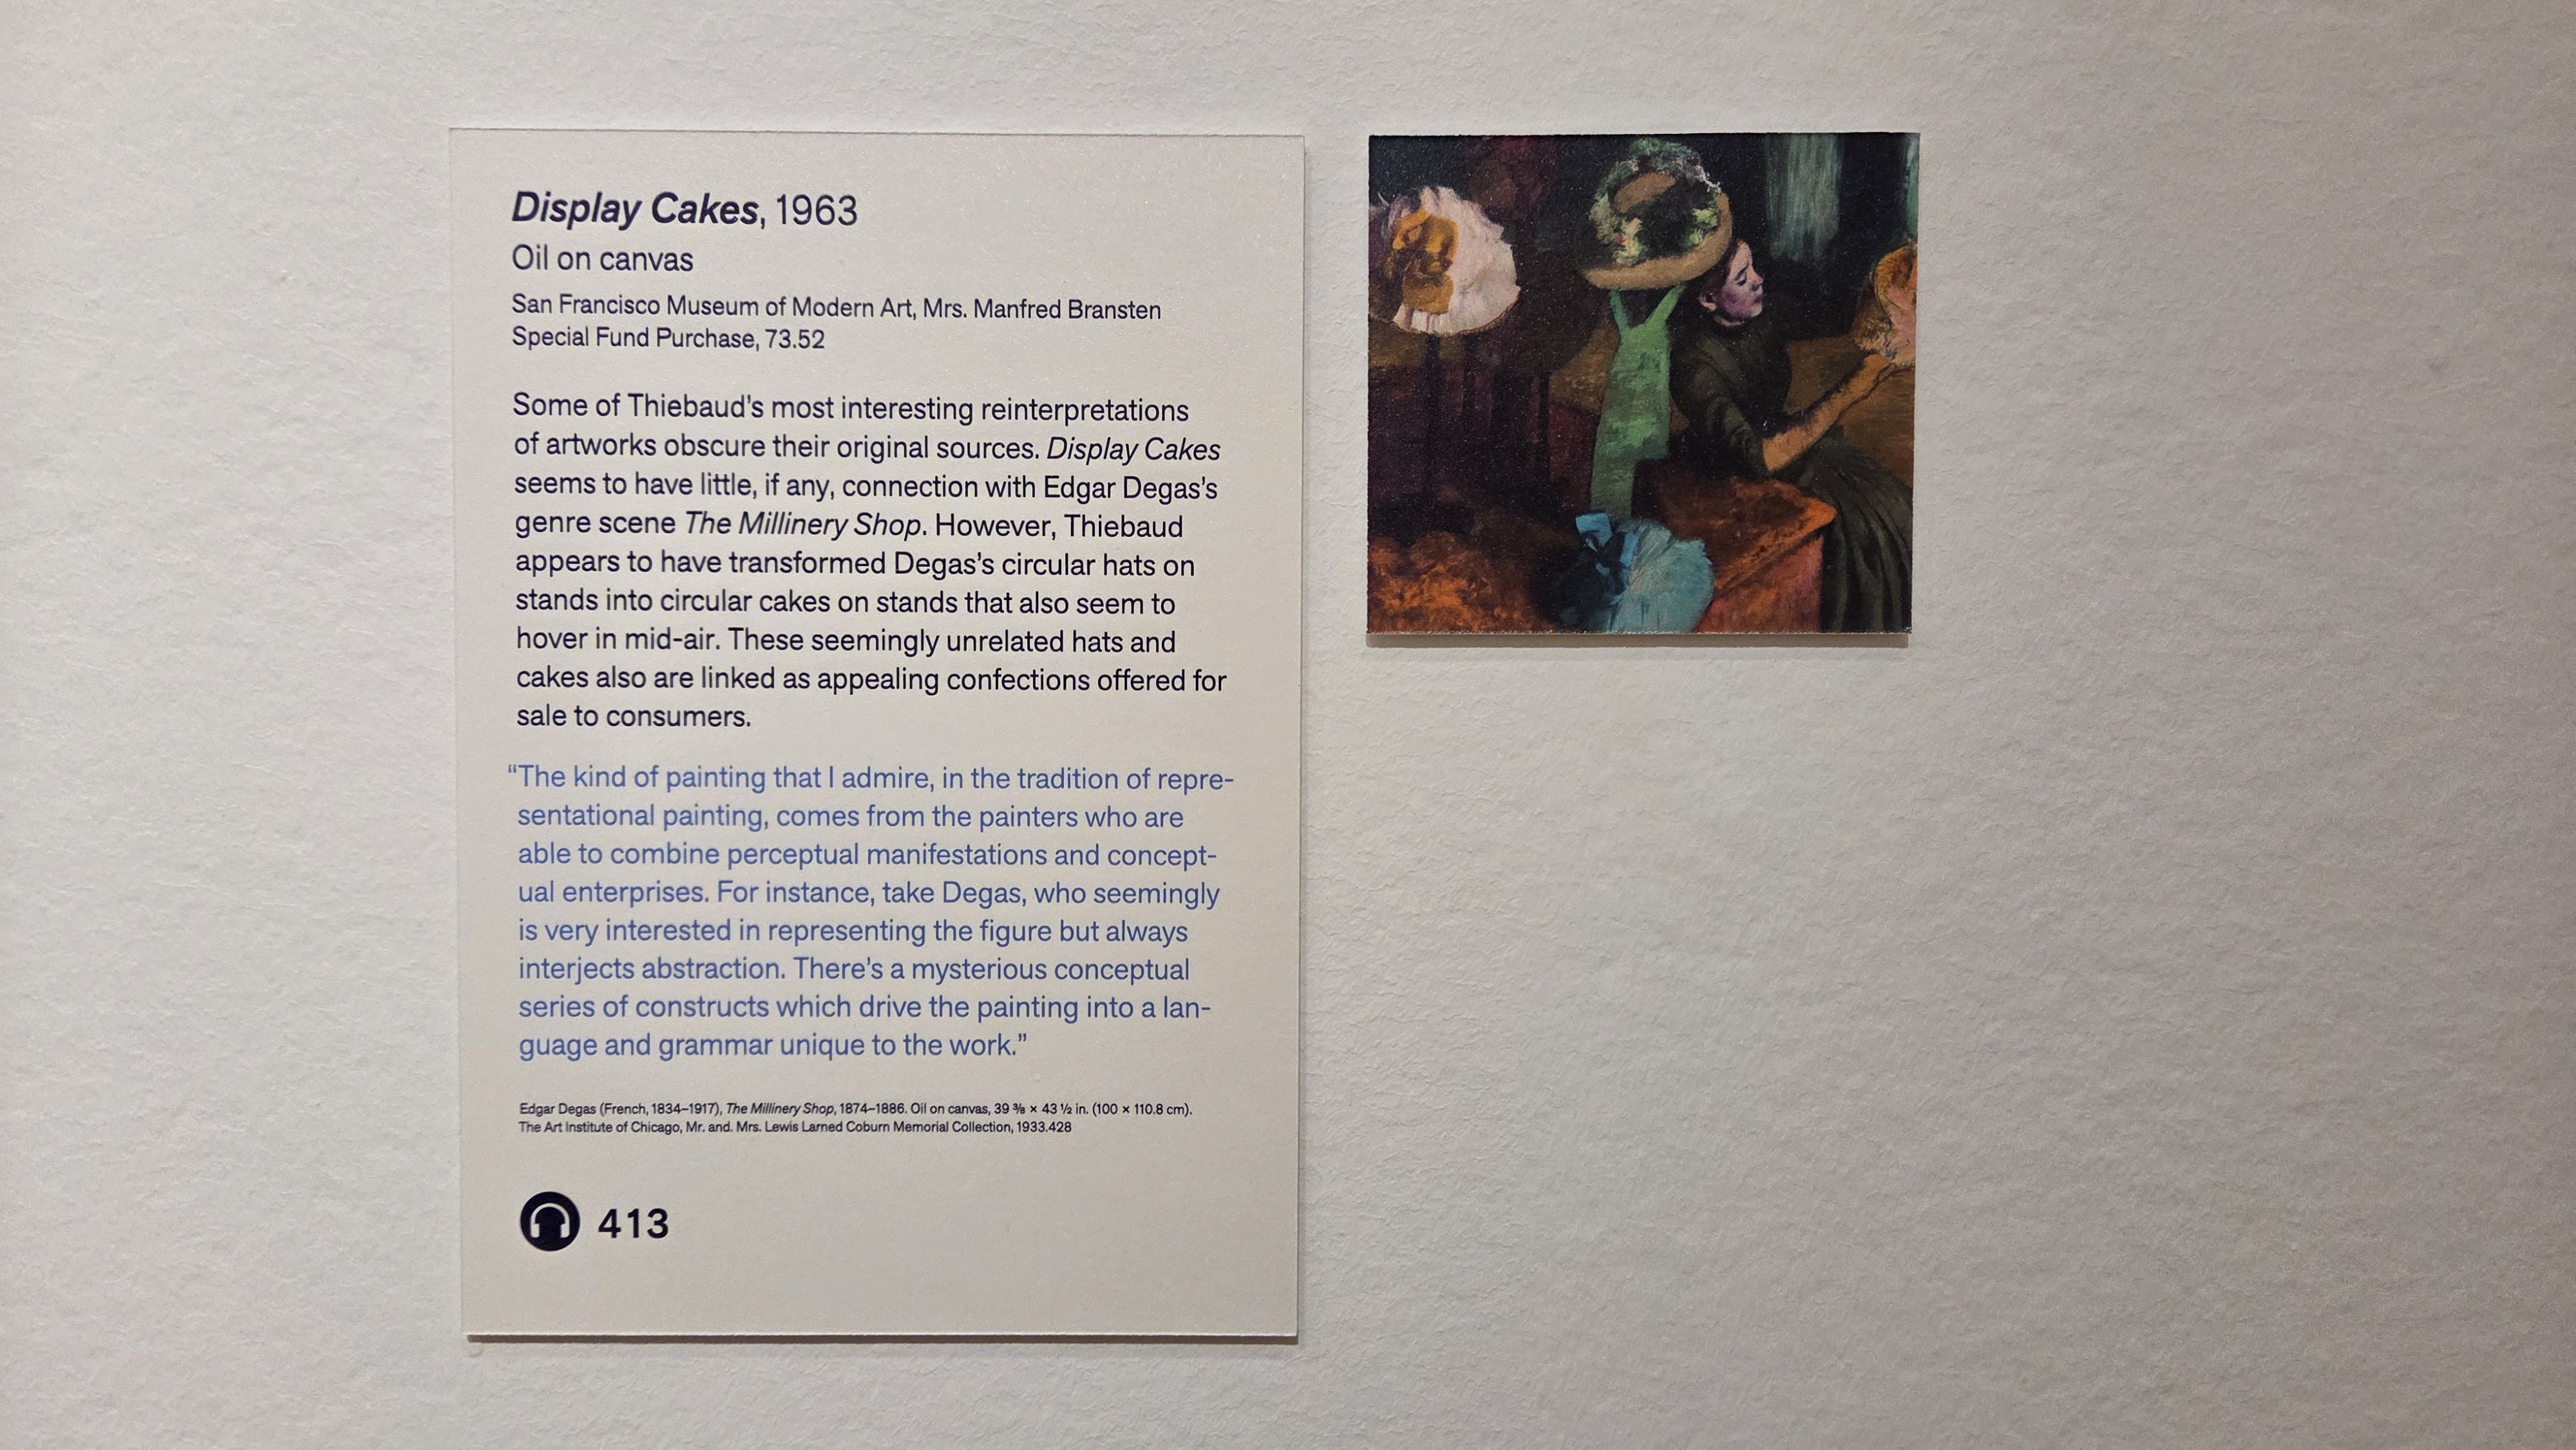 Display Cakes, 1963
Oil on canvas
San Francisco Museum of Modern Art, Mrs. Manfred Bransten
Special Fund Purchase, 73.52
Some of Thiebaud's most interesting reinterpretations
of artworks obscure their original sources. Display Cakes
seems to have little, if any, connection with Edgar Degas's
genre scene The Millinery Shop. However, Thiebaud
appears to have transformed Degas's circular hats on
stands into circular cakes on stands that also seem to
hover in mid-air. These seemingly unrelated hats and
cakes also are linked as appealing confections offered for
sale to consumers.
“The kind of painting that I admire, in the tradition of repre-
sentational painting, comes from the painters who are
able to combine perceptual manifestations and concept-
ual enterprises. For instance, take Degas, who seemingly
is very interested in representing the figure but always
interjects abstraction. There's a mysterious conceptual
series of constructs which drive the painting into a lan-
guage and grammar unique to the work.”
Edgar Degas (French, 1834–1917), The Millinery Shop, 1874–1886. Oil on canvas, 39 ⅜ × 43 ½ in. (100 × 110.8 cm).
The Art Institute of Chicago, Mr. and. Mrs. Lewis Larned Coburn Memorial Collection, 1933.428
413